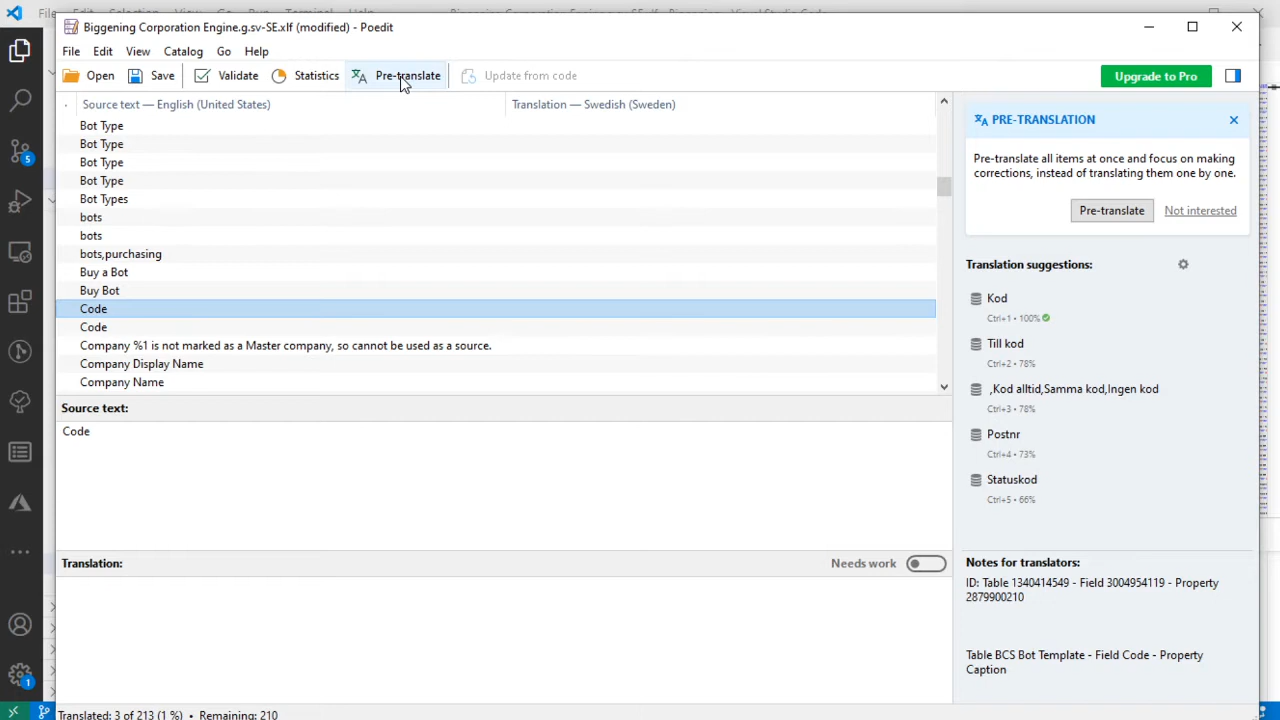 Biggening Corporation Engine.g.sv-SE.xlf (modified) - Poedit
File Edit View Catalog Go Help
Open Save Validate Statistics Pre-translate Update from code Upgrade to Pro
Source text — English (United States) Translation — Swedish (Sweden)
Bot Type
Bot Type
Bot Type
Bot Type
Bot Types
bots
bots
bots,purchasing
Buy a Bot
Buy Bot
Code
Code
Company %1 is not marked as a Master company, so cannot be used as a source.
Company Display Name
Company Name
Source text:
Code
Translation: Needs work
Translated: 3 of 213 (1 %) • Remaining: 210
PRE-TRANSLATION
Pre-translate all items at once and focus on making
corrections, instead of translating them one by one.
Pre-translate Not interested
Translation suggestions:
Kod
Ctrl+1 • 100%
Till kod
Ctrl+2 • 78%
,Kod alltid,Samma kod,Ingen kod
Ctrl+3 • 78%
Postnr
Ctrl+4 • 73%
Statuskod
Ctrl+5 • 66%
Notes for translators:
ID: Table 1340414549 - Field 3004954119 - Property
2879900210
Table BCS Bot Template - Field Code - Property
Caption
5
1